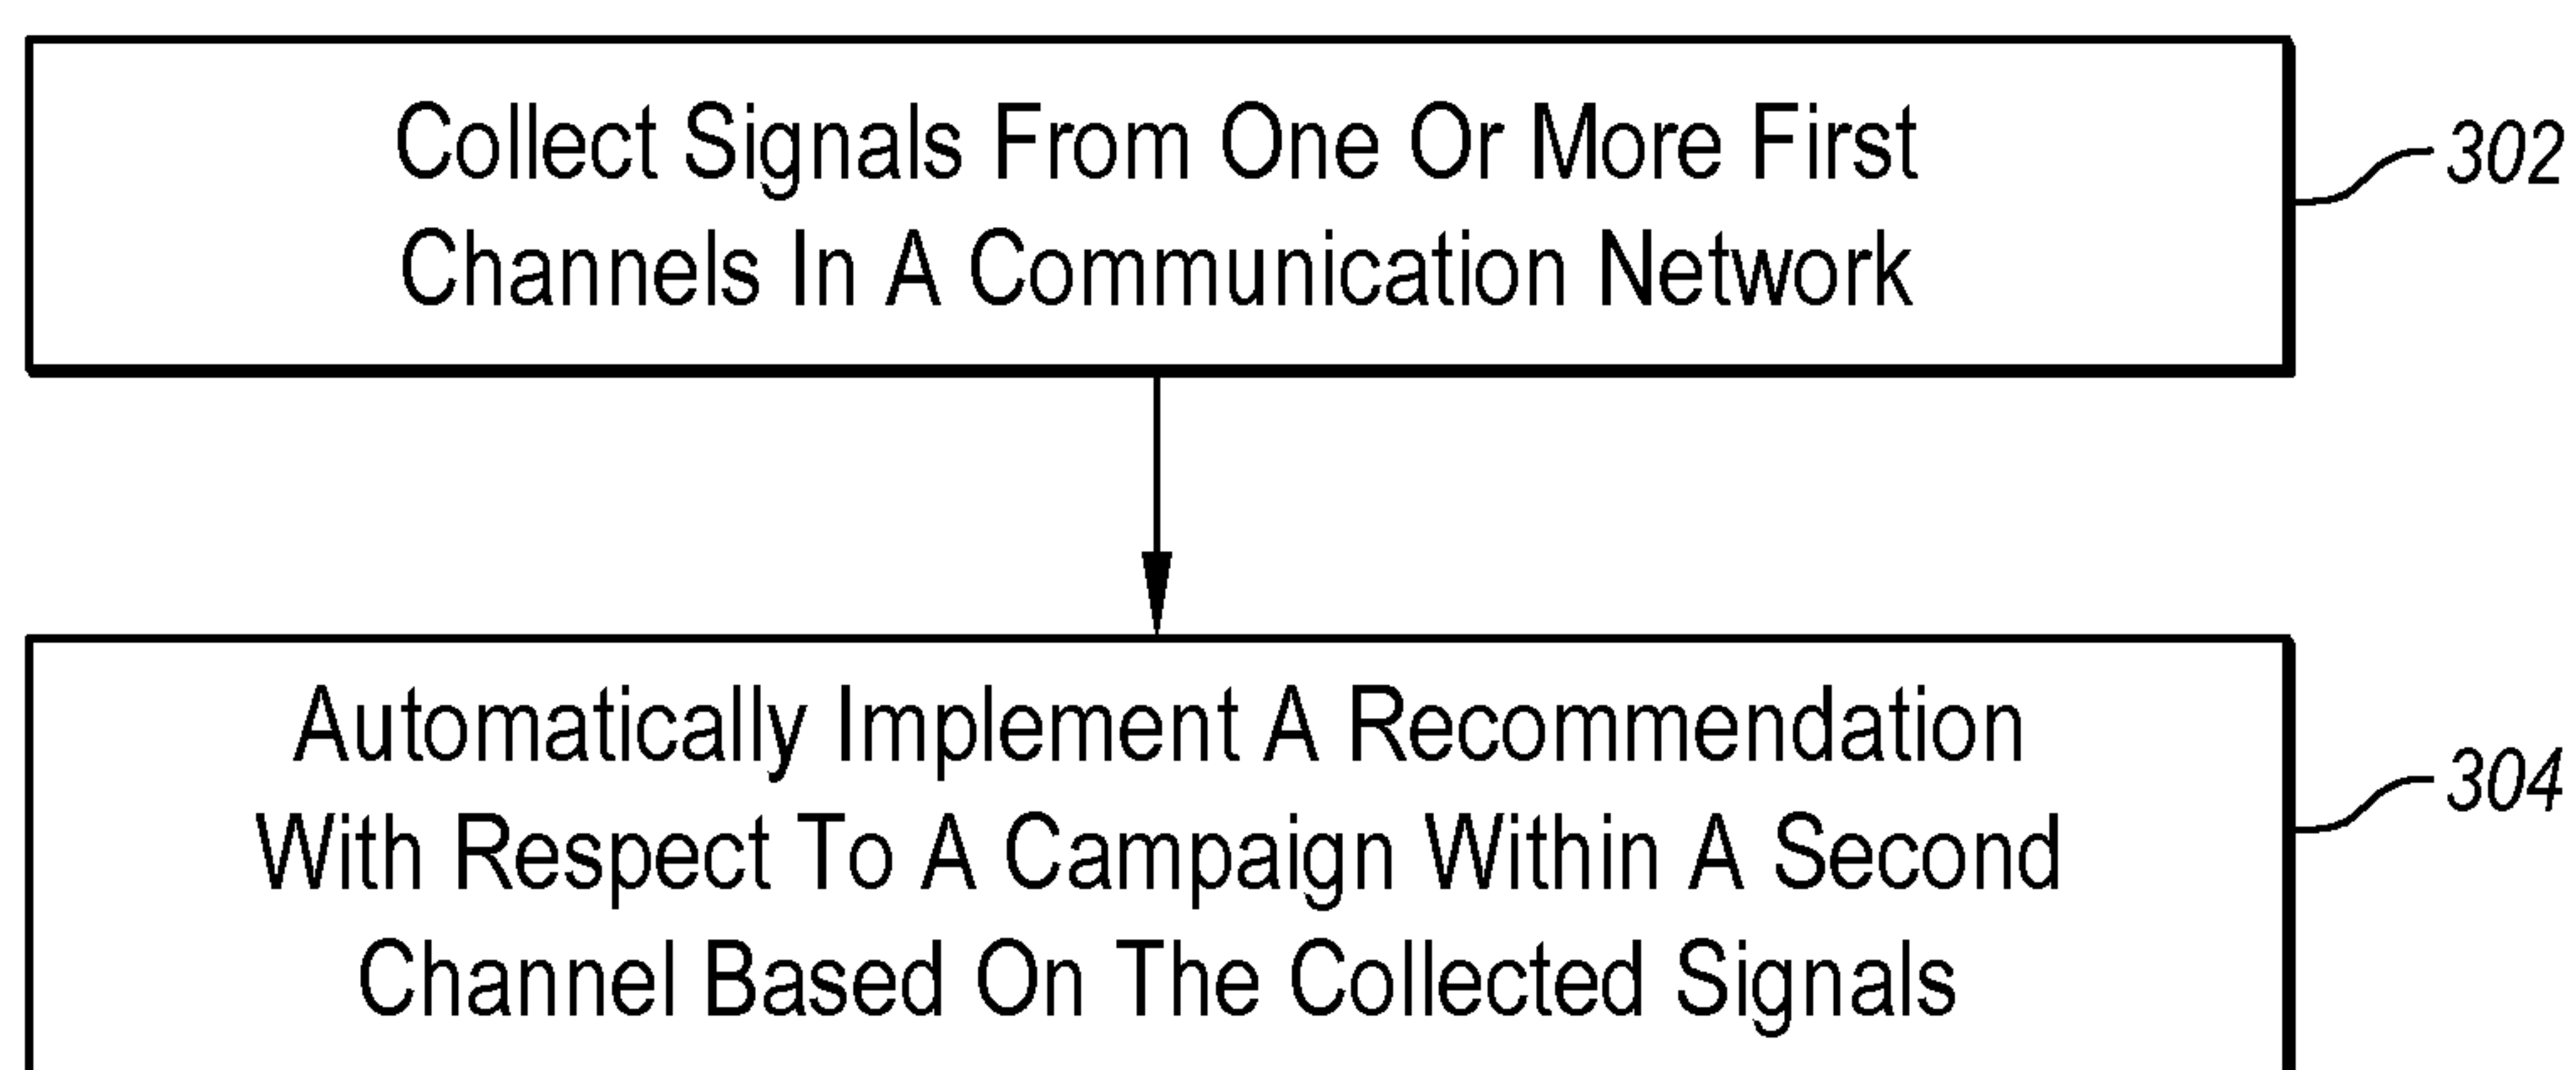 Collect Signals From One Or More First
Channels In A Communication Network
302
Automatically Implement A Recommendation
With Respect To A Campaign Within A Second
Channel Based On The Collected Signals
304